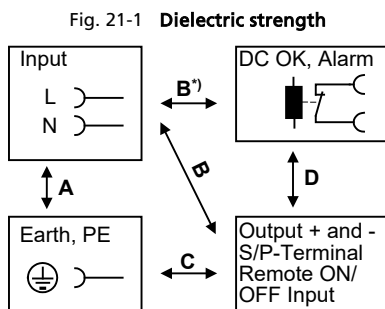 Fig. 21-1 Dielectric strength
Input
L
N
B*)
DC OK, Alarm
A
B
D
Earth, PE
C
Output + and -
S/P-Terminal
Remote ON/
OFF Input